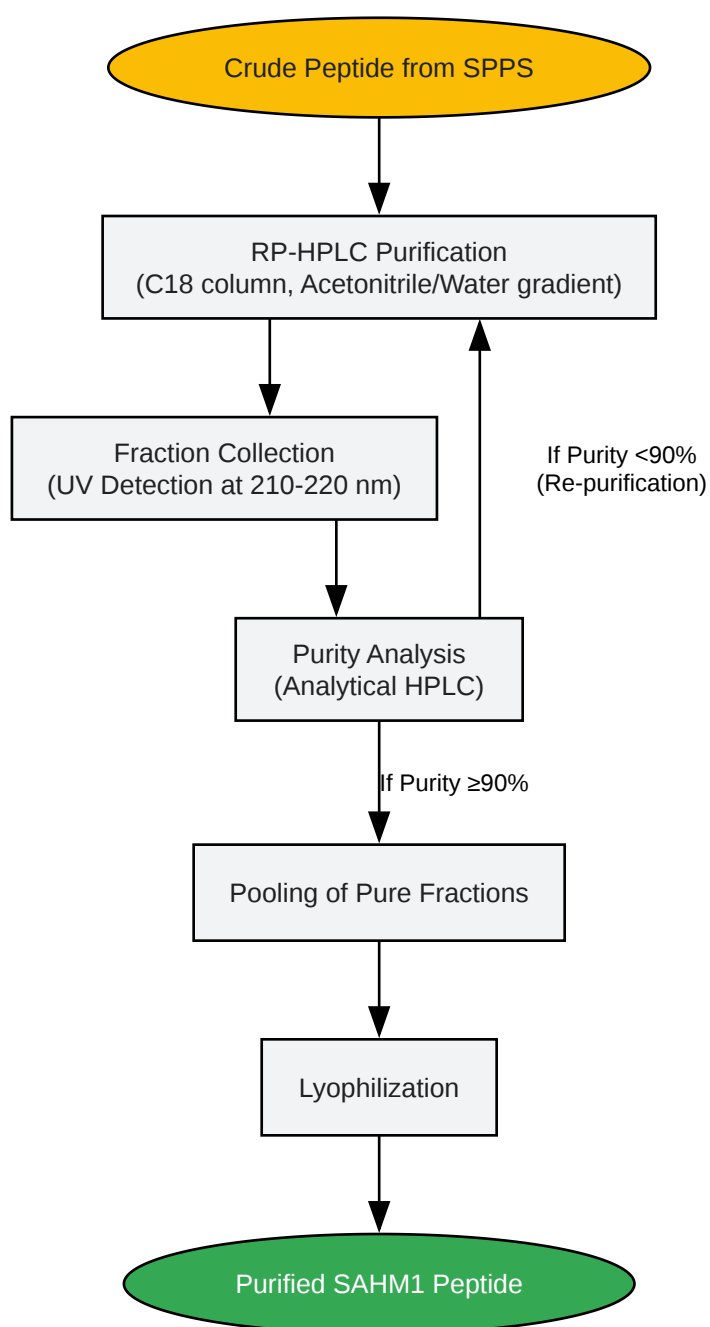 Crude Peptide from SPPS
RP-HPLC Purification
(C18 column, Acetonitrile/Water gradient)
Fraction Collection
(UV Detection at 210-220 nm)
If Purity <90%
(Re-purification)
Purity Analysis
(Analytical HPLC)
If Purity ≥90%
Pooling of Pure Fractions
Lyophilization
Purified SAHM1 Peptide